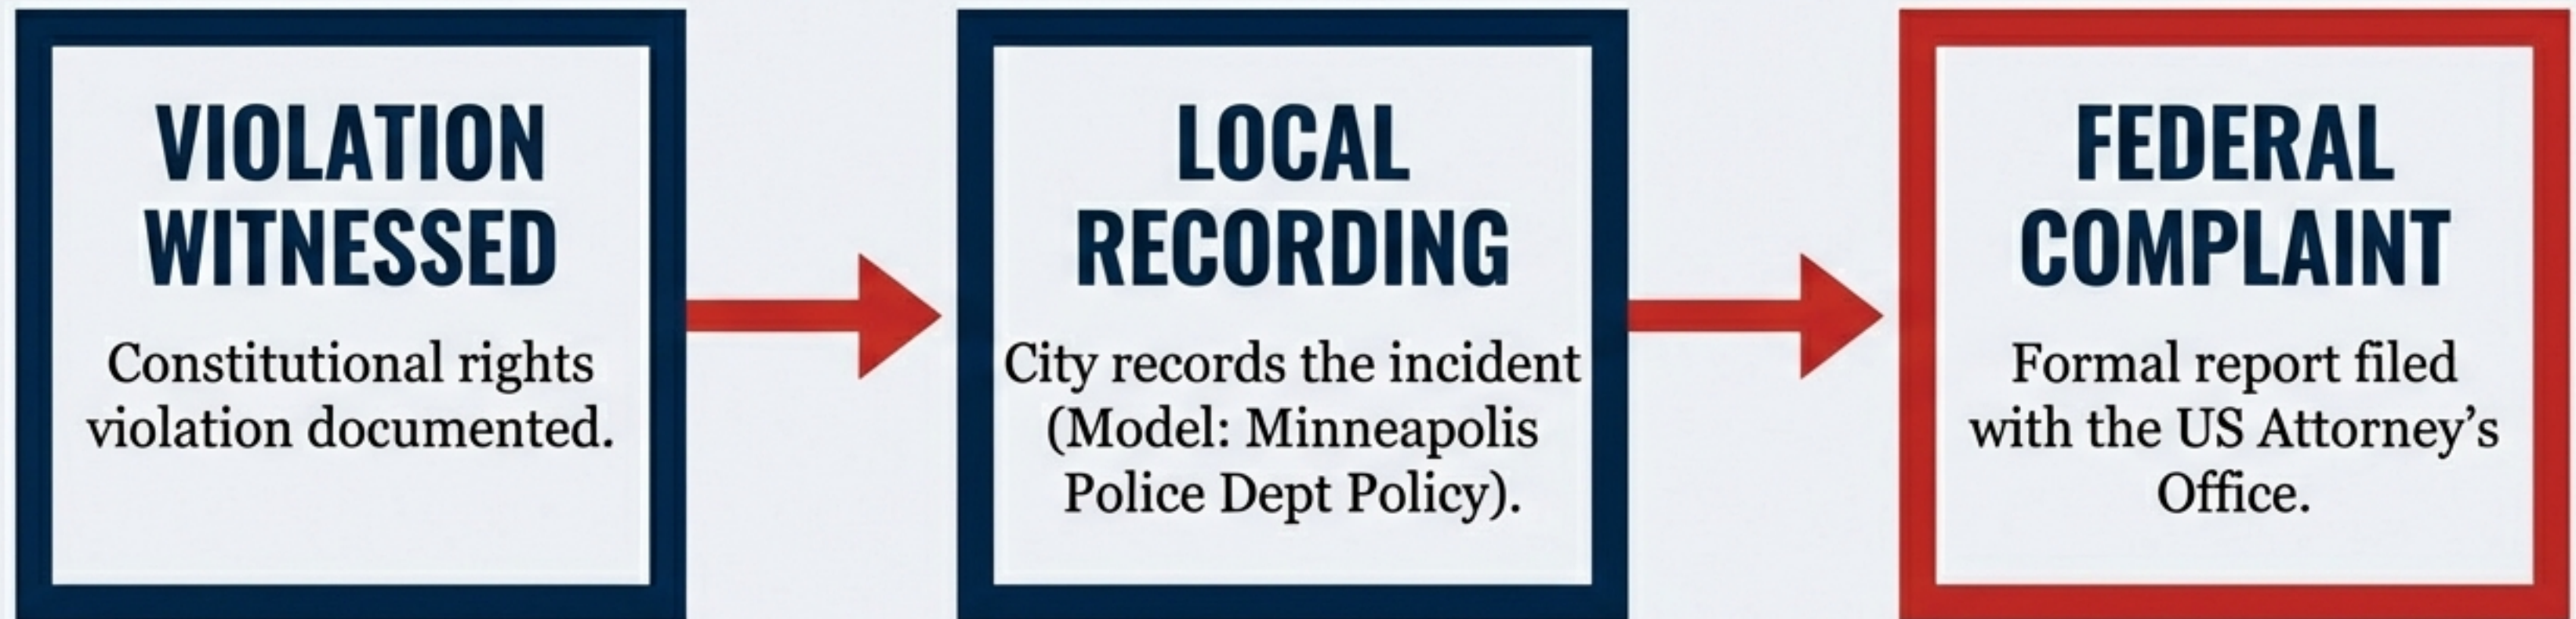 VIOLATION
WITNESSED
Constitutional rights
violation documented.
LOCAL
RECORDING
City records the incident
(Model: Minneapolis
Police Dept Policy).
FEDERAL
COMPLAINT
Formal report filed
with the US Attorney’s
Office.